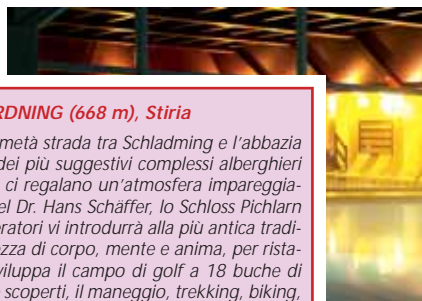 RDNING (668 m), Stiria
metà strada tra Schladming e l'abbazia
dei più suggestivi complessi alberghieri
ci regalano un'atmosfera impareggia-
el Dr. Hans Schäffer, lo Schloss Pichlarn
ratori vi introdurrà alla più antica tradi-
zza di corpo, mente e anima, per rista-
viluppa il campo di golf a 18 buche di
scoperti, il maneggio, trekking, biking,